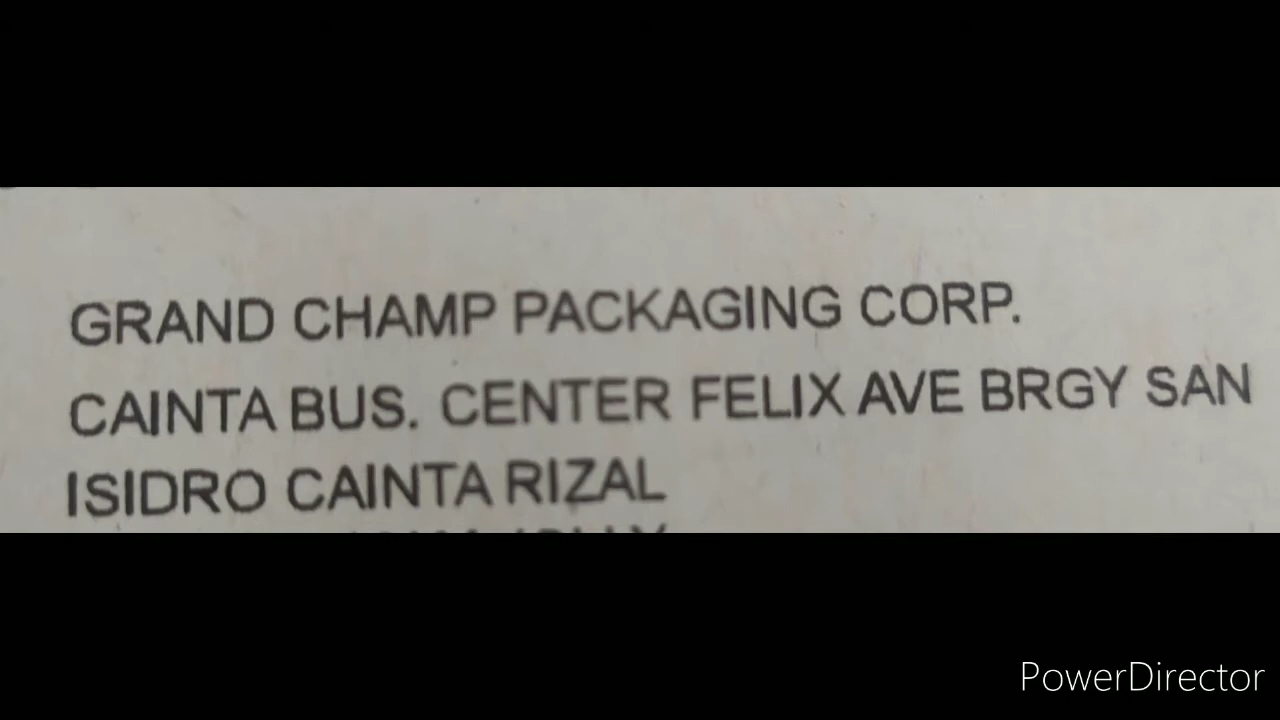 GRAND CHAMP PACKAGING CORP.
CAINTA BUS. CENTER FELIX AVE BRGY SAN
ISIDRO CAINTA RIZAL
PowerDirector